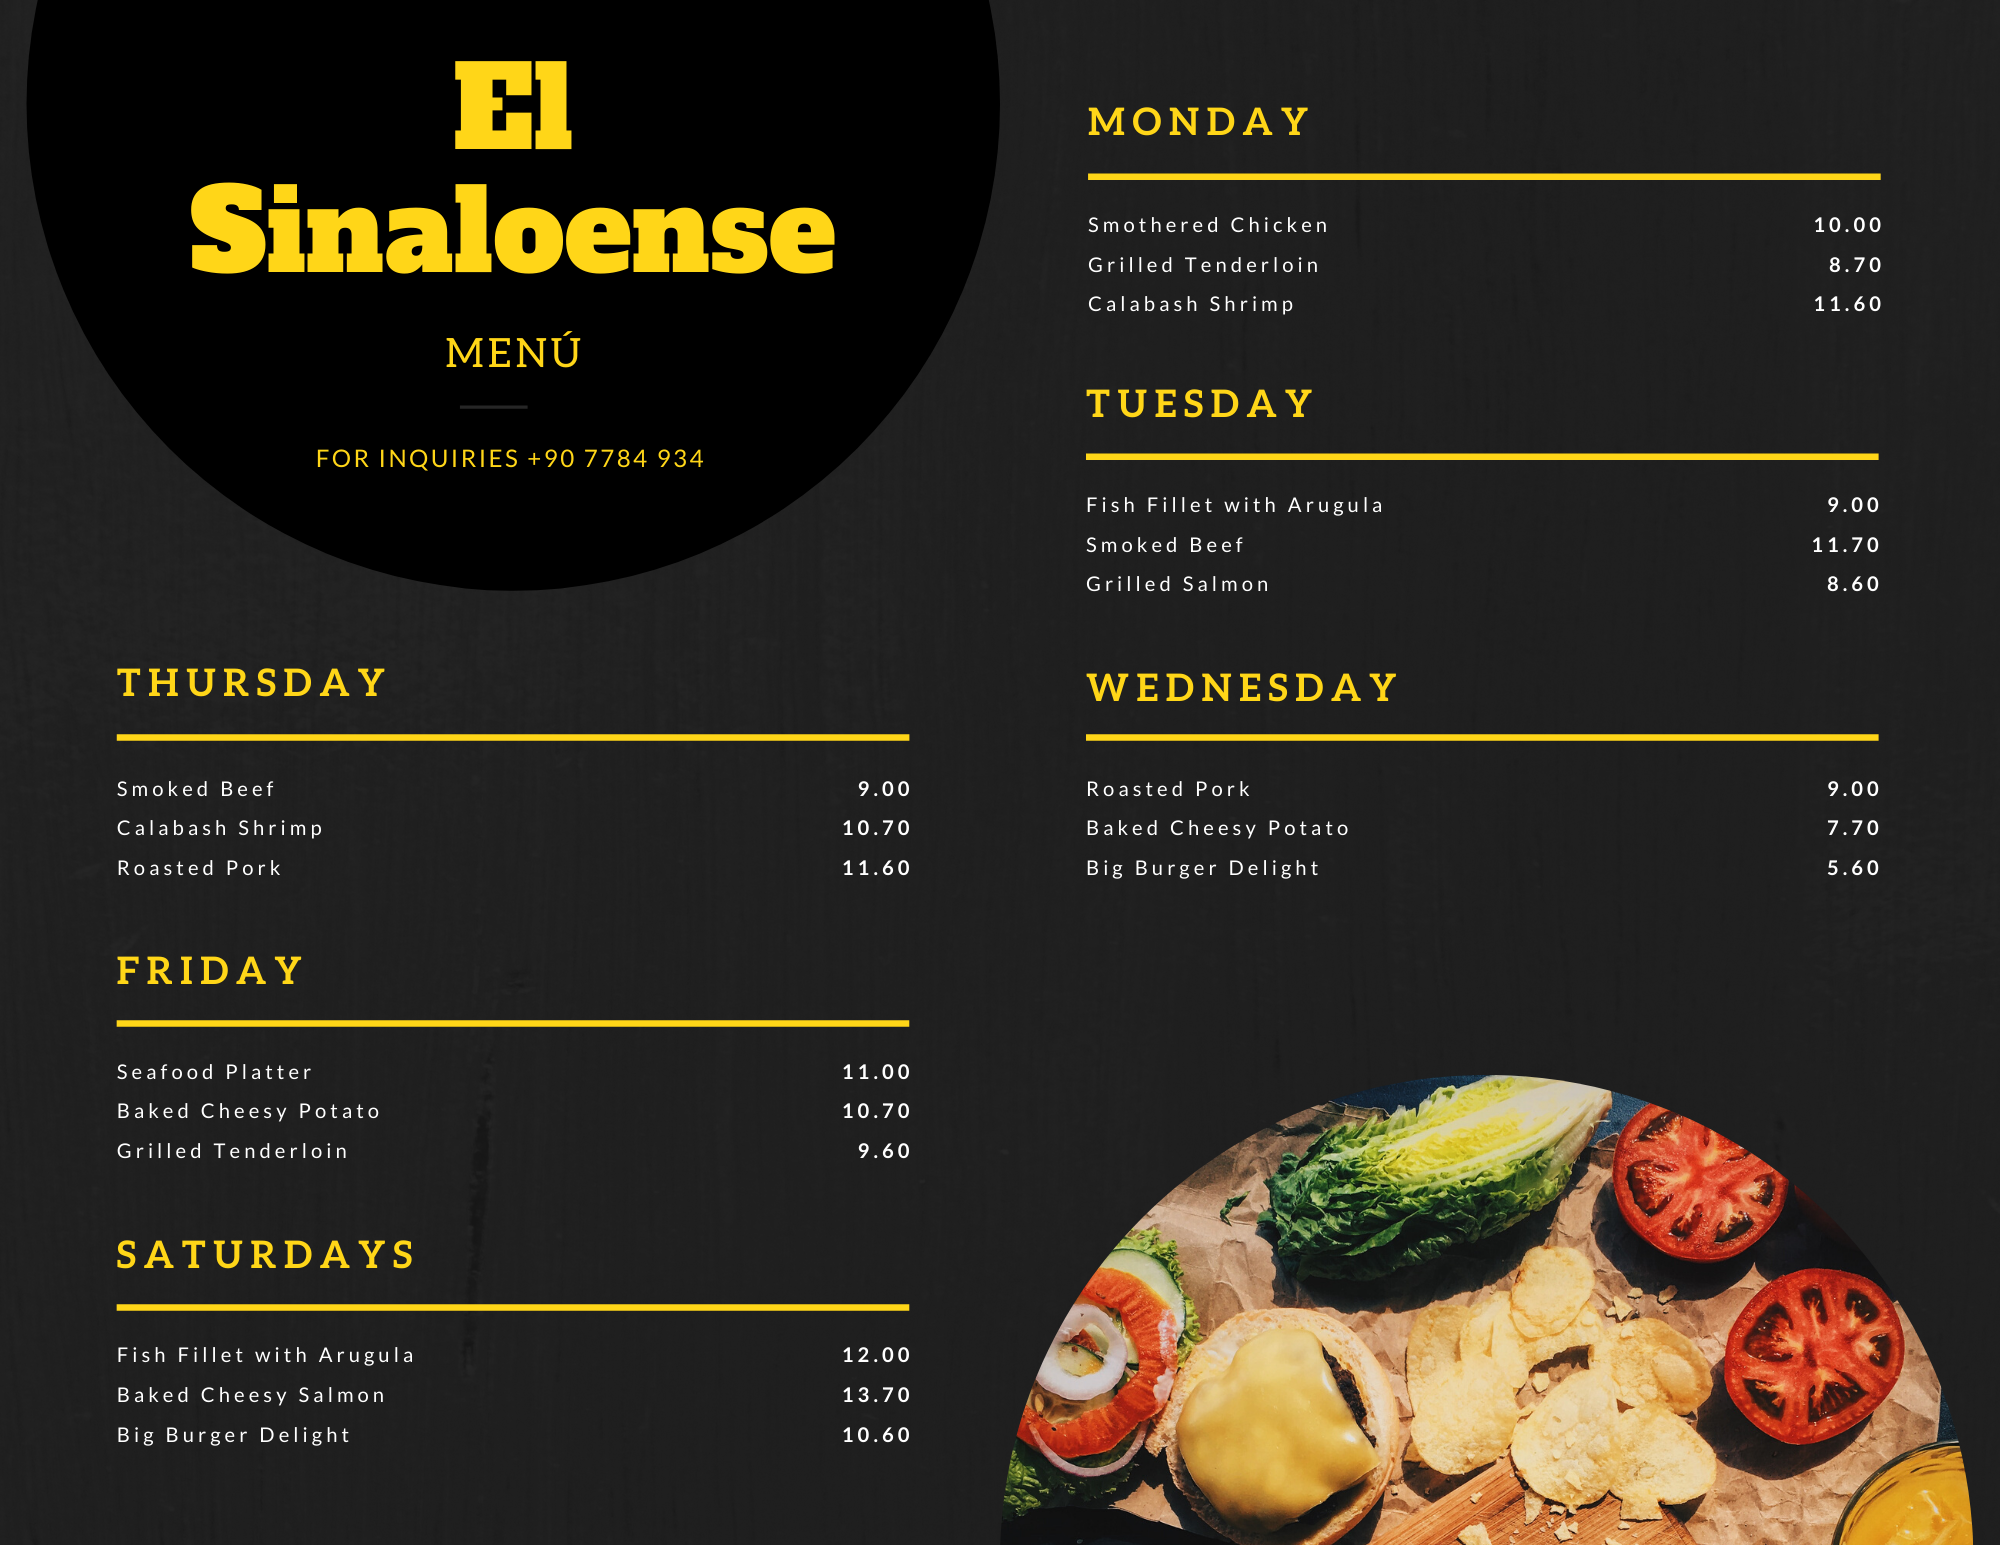 El
Sinaloense
MENÚ
FOR INQUIRIES +90 7784 934
MONDAY
Smothered Chicken 10.00
Grilled Tenderloin 8.70
Calabash Shrimp 11.60
TUESDAY
Fish Fillet with Arugula 9.00
Smoked Beef 11.70
Grilled Salmon 8.60
WEDNESDAY
Roasted Pork 9.00
Baked Cheesy Potato 7.70
Big Burger Delight 5.60
THURSDAY
Smoked Beef 9.00
Calabash Shrimp 10.70
Roasted Pork 11.60
FRIDAY
Seafood Platter 11.00
Baked Cheesy Potato 10.70
Grilled Tenderloin 9.60
SATURDAYS
Fish Fillet with Arugula 12.00
Baked Cheesy Salmon 13.70
Big Burger Delight 10.60